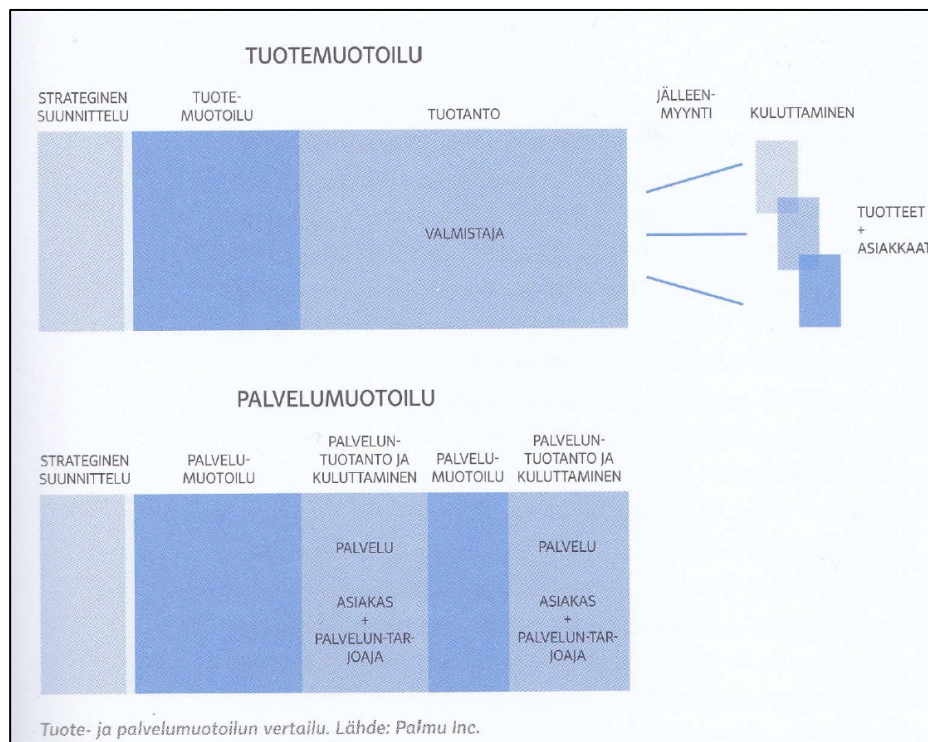 TUOTEMUOTOILU
STRATEGINEN
SUUNNITTELU
TUOTE-
MUOTOILU
TUOTANTO
JÄLLEEN-
MYYNTI
KULUTTAMINEN
VALMISTAJA
TUOTTEET
+
ASIAKKAAT
PALVELUMUOTOILU
STRATEGINEN
SUUNNITTELU
PALVELU-
MUOTOILU
PALVELUN-
TUOTANTO JA
KULUTTAMINEN
PALVELU-
MUOTOILU
PALVELUN-
TUOTANTO JA
KULUTTAMINEN
PALVELU
ASIAKAS
+
PALVELUN-TAR-
JOAJA
PALVELU
ASIAKAS
+
PALVELUN-TAR-
JOAJA
Tuote- ja palvelumuotoilun vertailu. Lähde: Palmu Inc.